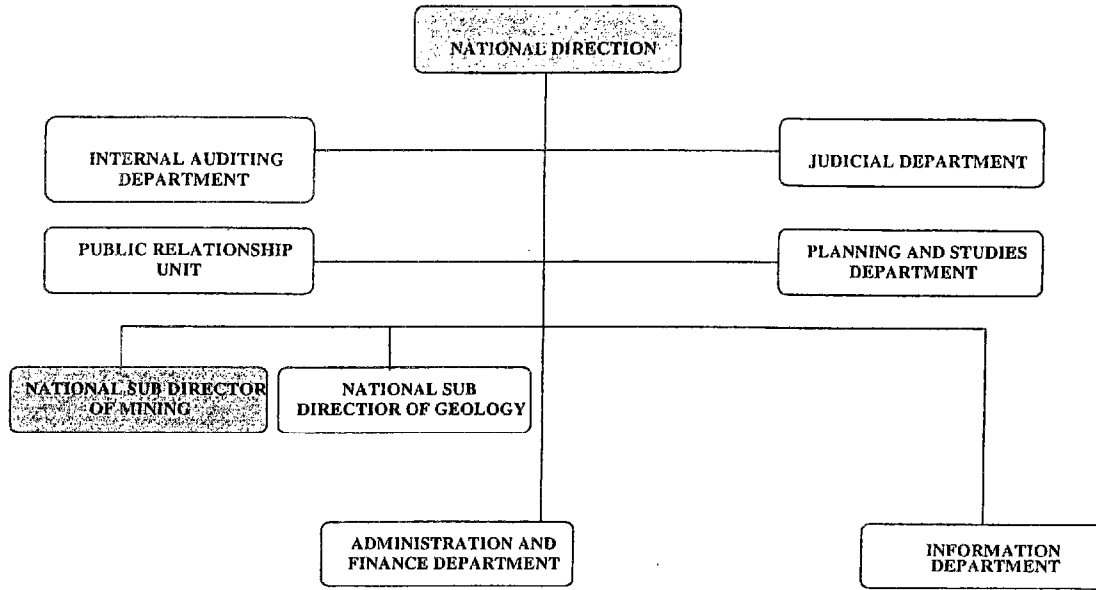 NATIONAL DIRECTION
INTERNAL AUDITING
DEPARTMENT
JUDICIAL DEPARTMENT
PUBLIC RELATIONSHIP
UNIT
PLANNING AND STUDIES
DEPARTMENT
NATIONAL SUB DIRECTOR
OF MINING
NATIONAL SUB
DIRECTIOR OF GEOLOGY
ADMINISTRATION AND
FINANCE DEPARTMENT
INFORMATION
DEPARTMENT